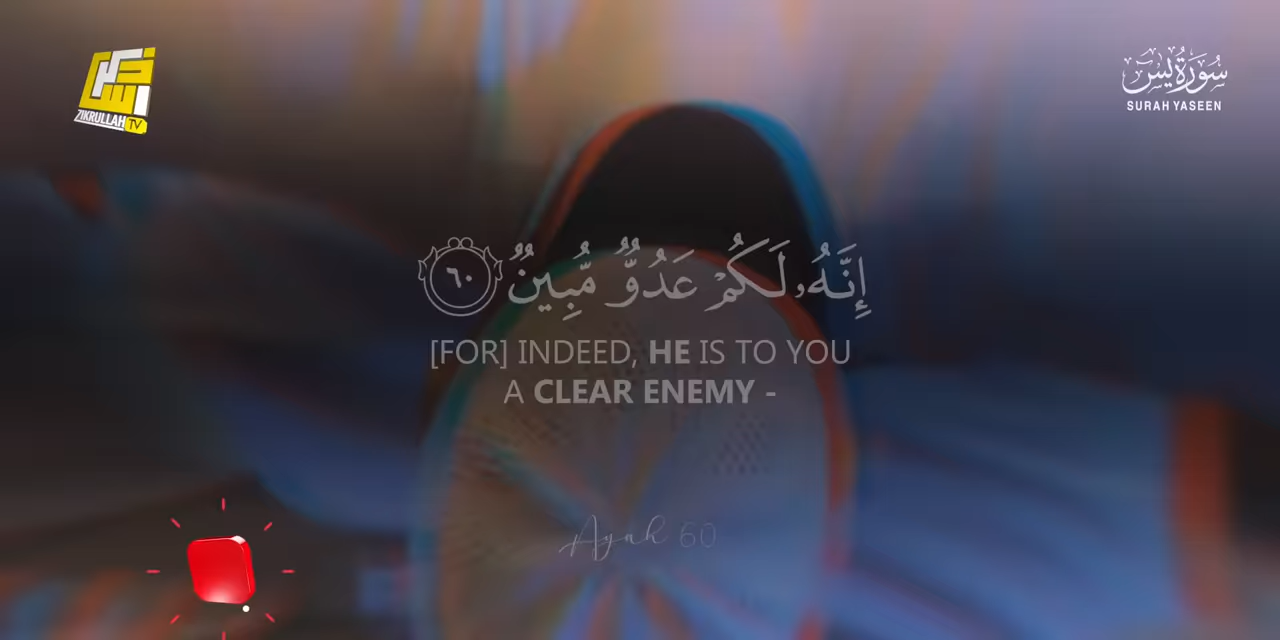 ذكر
الله
ZIKRULLAH TV
سُورَةُ يٰسٓ
SURAH YASEEN
إِنَّهُۥ لَكُمْ عَدُوٌّ مُّبِينٌ ٦٠
[FOR] INDEED, HE IS TO YOU
A CLEAR ENEMY -
Ayah 60